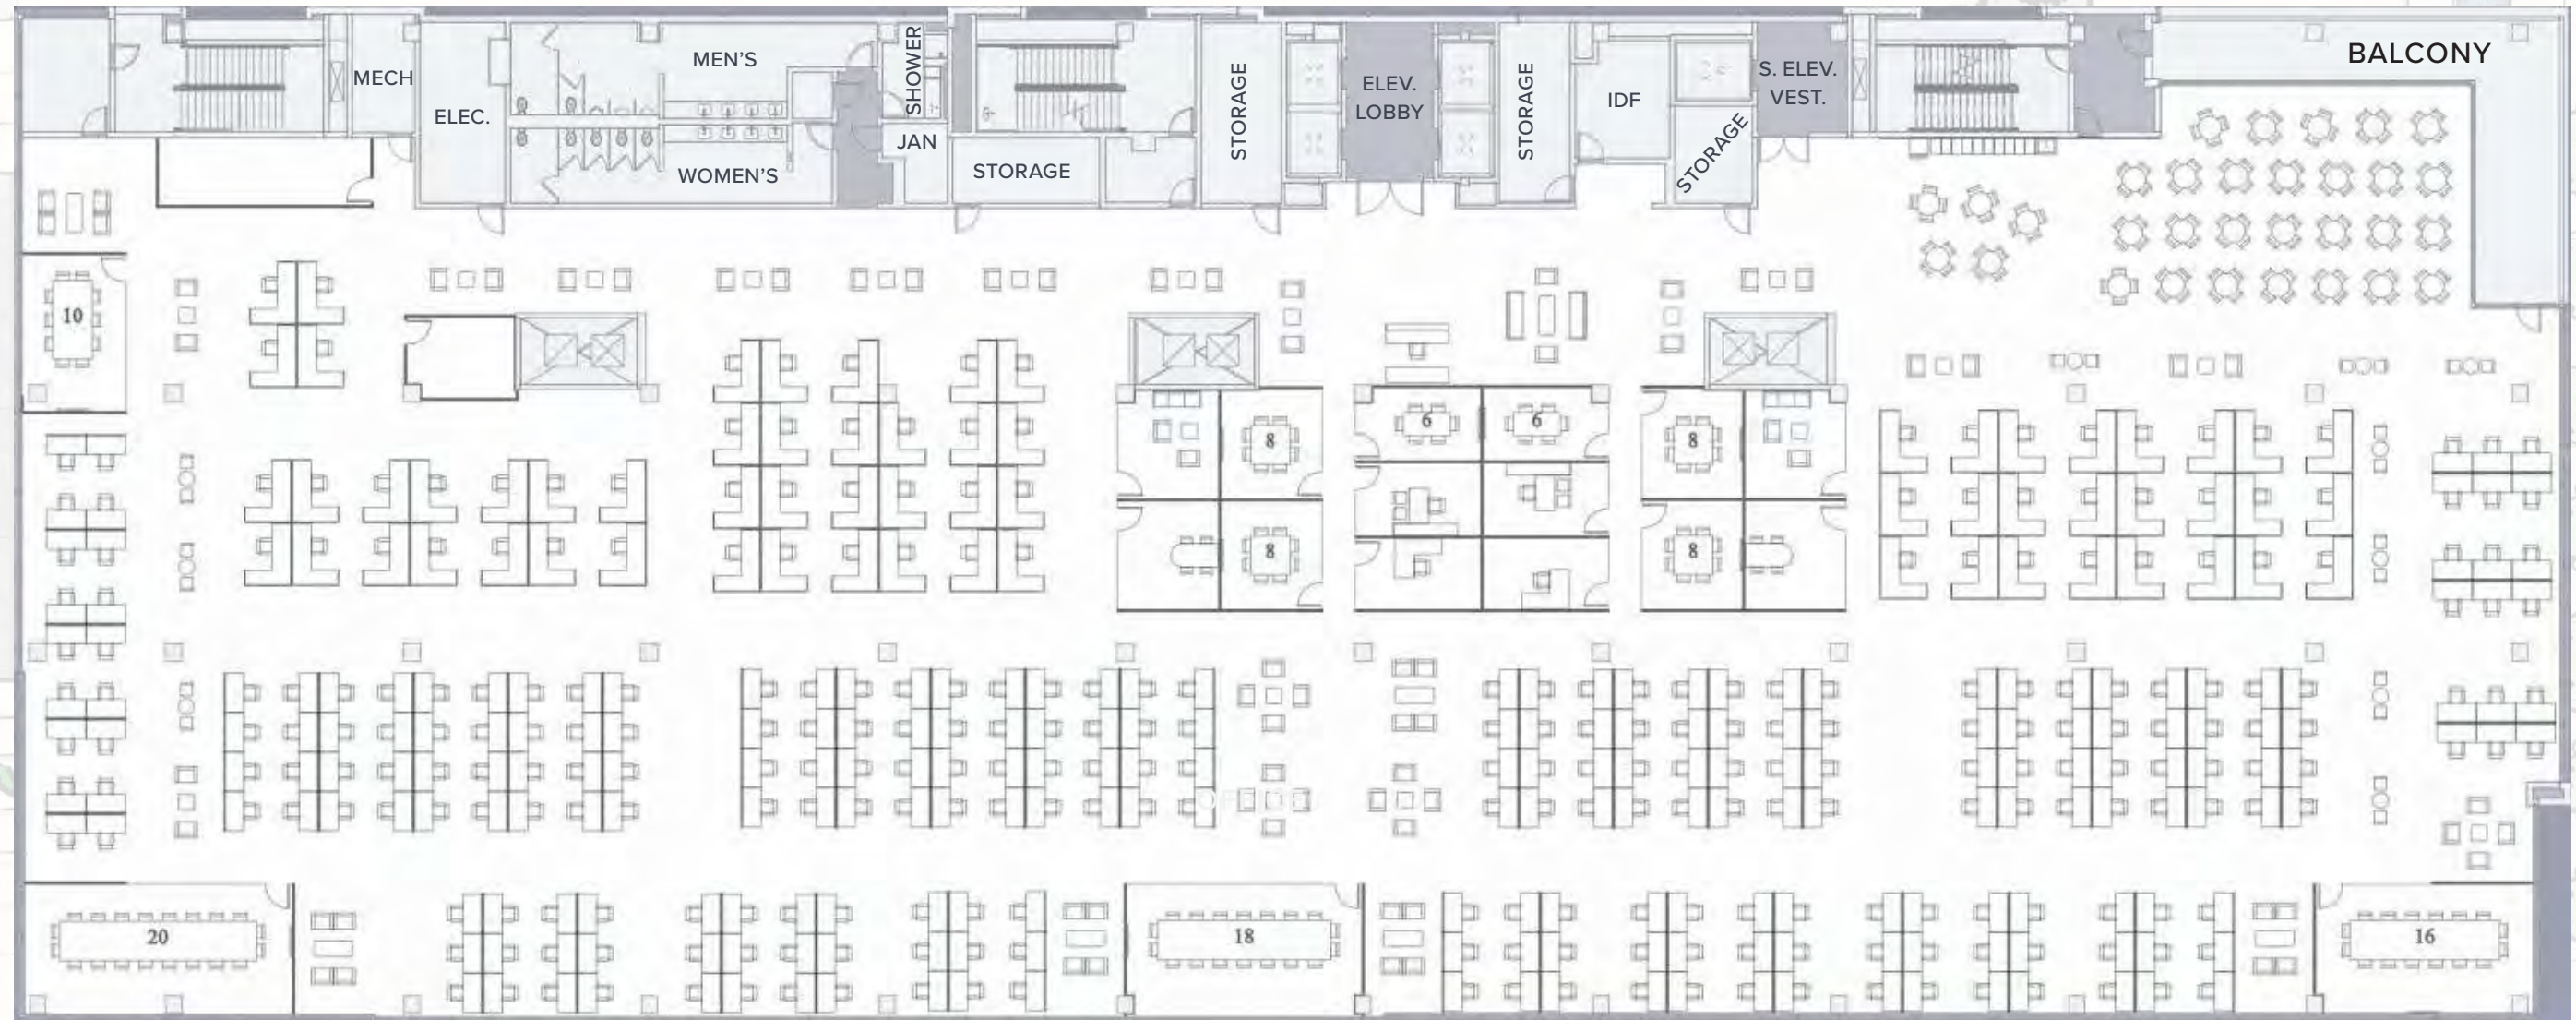 BALCONY
MECH
ELEC.
MEN'S
WOMEN'S
SHOWER
JAN
STORAGE
STORAGE
ELEV.
LOBBY
STORAGE
IDF
STORAGE
S. ELEV.
VEST.
10
8
6
6
8
8
8
20
18
16